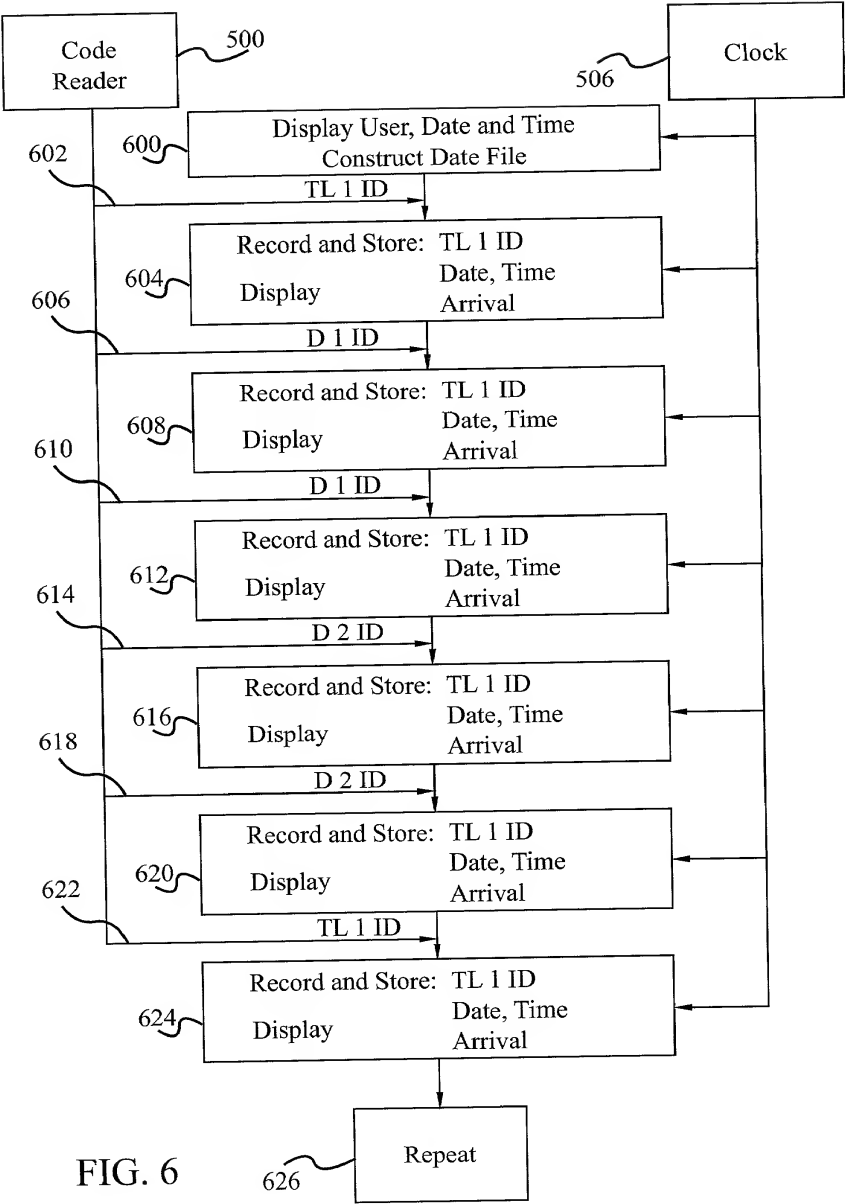 Code
Reader
500
Clock
506
Display User, Date and Time
Construct Date File
600
602
TL 1 ID
Record and Store: TL 1 ID
Date, Time
Display
Arrival
604
606
D 1 ID
Record and Store: TL 1 ID
Date, Time
Display
Arrival
608
610
D 1 ID
Record and Store: TL 1 ID
Date, Time
Display
Arrival
612
614
D 2 ID
Record and Store: TL 1 ID
Date, Time
Display
Arrival
616
618
D 2 ID
Record and Store: TL 1 ID
Date, Time
Display
Arrival
620
622
TL 1 ID
Record and Store: TL 1 ID
Date, Time
Display
Arrival
624
Repeat
626
FIG. 6